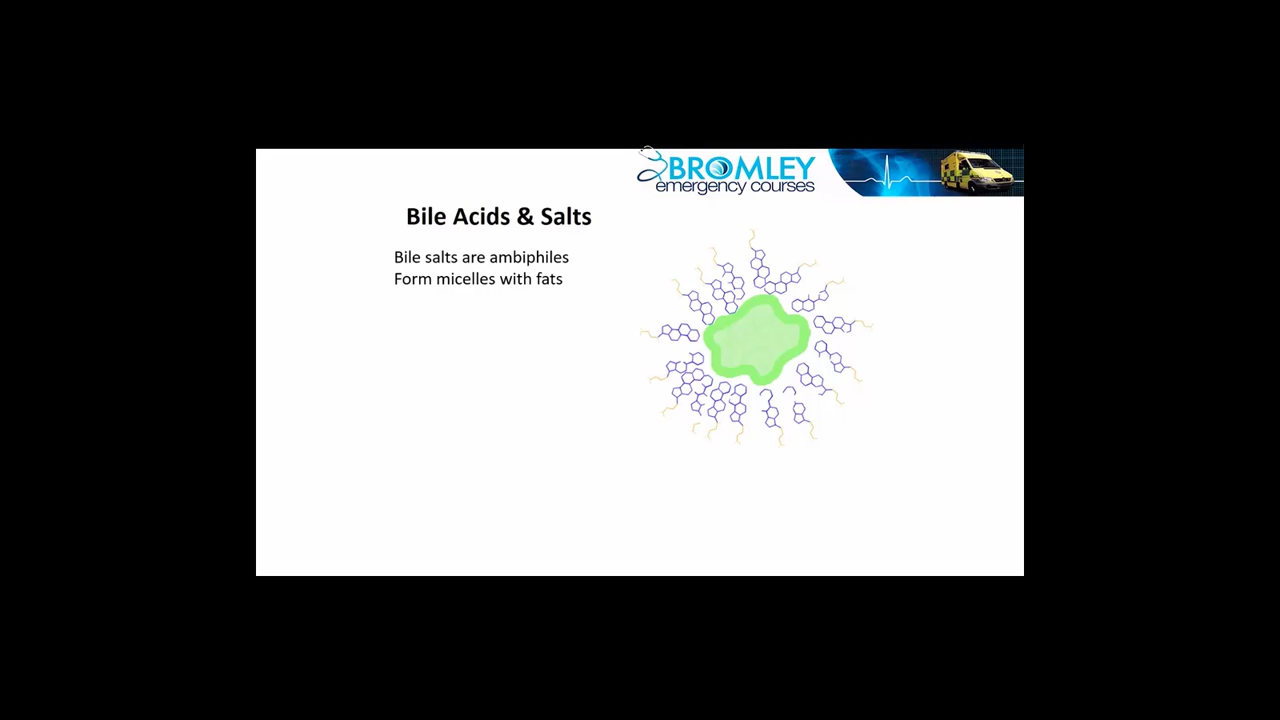 BROMLEY
emergency courses
Bile Acids & Salts
Bile salts are ambiphiles
Form micelles with fats